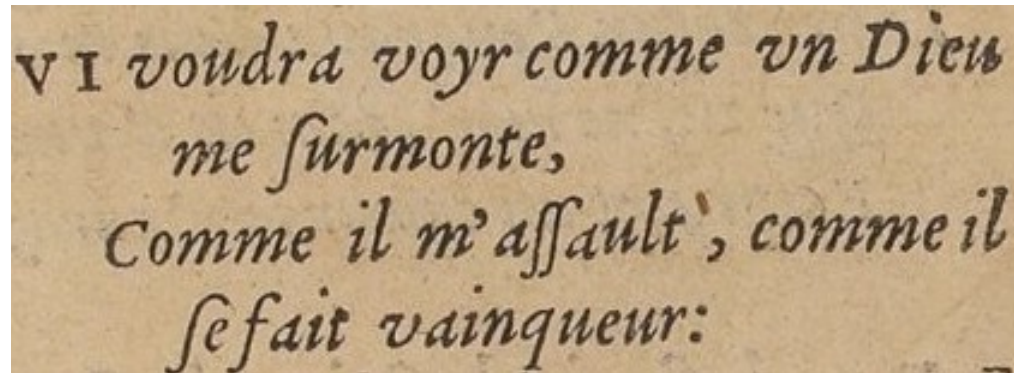 VI voudra voyr comme vn Dieu
me ſurmonte,
Comme il m'aſſault, comme il
ſe fait vainqueur: